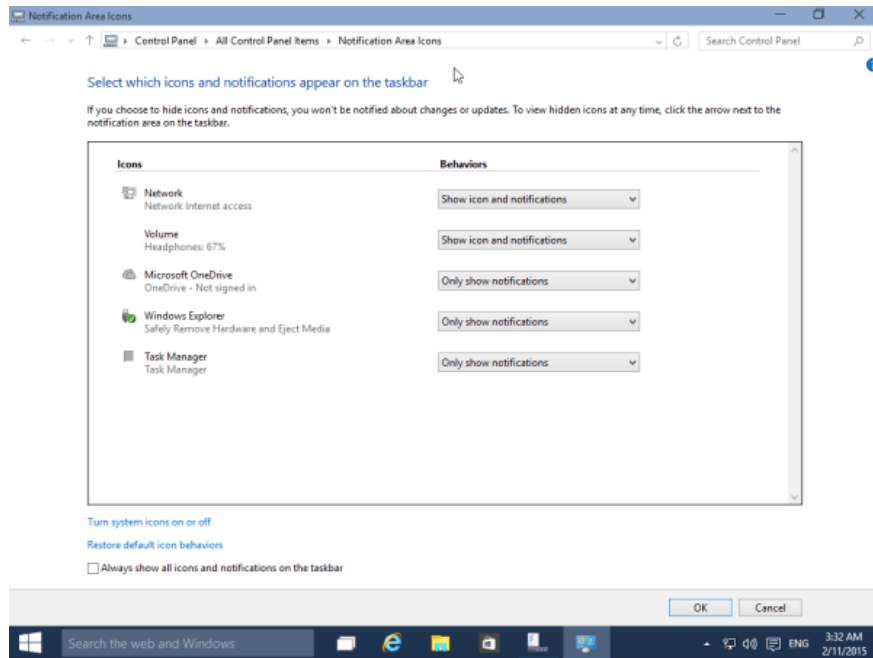 Notification Area Icons
Control Panel › All Control Panel Items › Notification Area Icons
Search Control Panel
Select which icons and notifications appear on the taskbar
If you choose to hide icons and notifications, you won't be notified about changes or updates. To view hidden icons at any time, click the arrow next to the
notification area on the taskbar.
Icons Behaviors
Network
Network Internet access
Show icon and notifications
Volume
Headphones: 67%
Show icon and notifications
Microsoft OneDrive
OneDrive - Not signed in
Only show notifications
Windows Explorer
Safely Remove Hardware and Eject Media
Only show notifications
Task Manager
Task Manager
Only show notifications
Turn system icons on or off
Restore default icon behaviors
Always show all icons and notifications on the taskbar
OK Cancel
Search the web and Windows
ENG
3:32 AM
2/11/2015